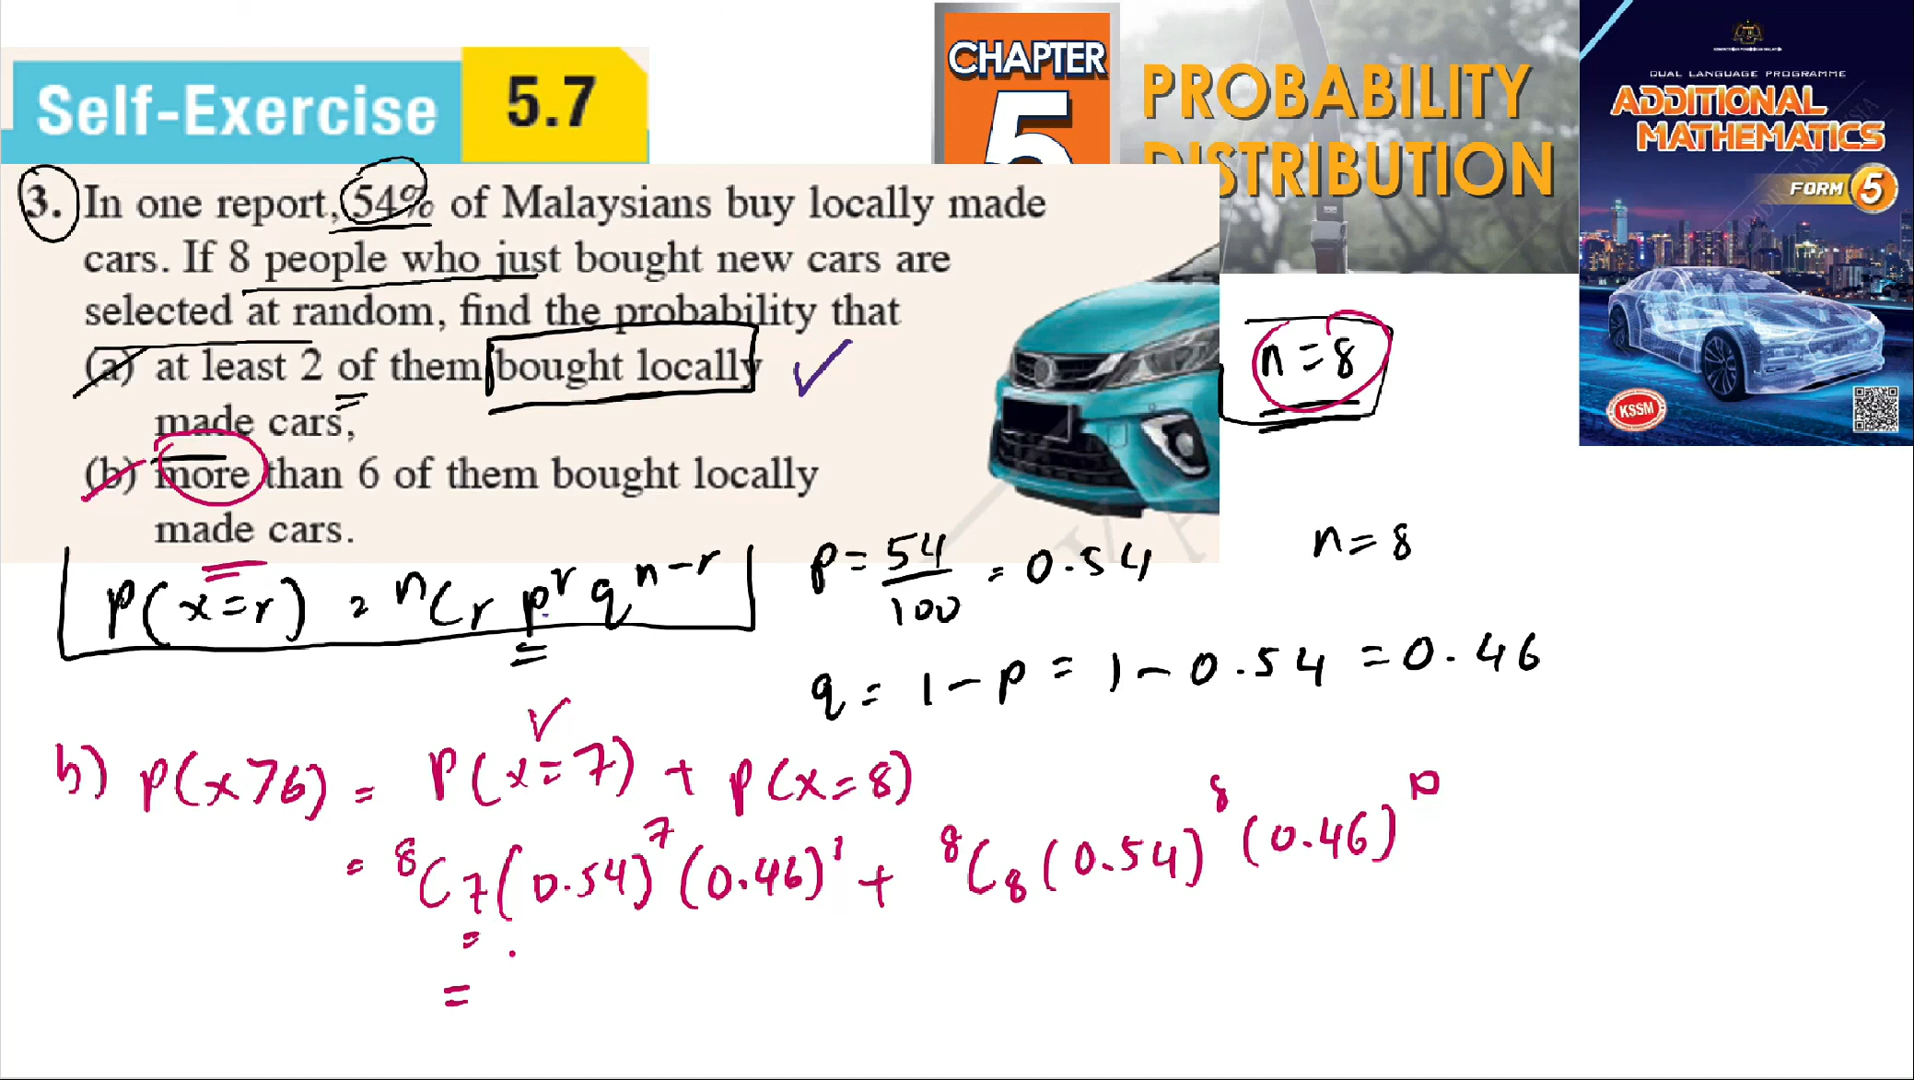 CHAPTER
5
PROBABILITY
DISTRIBUTION
DUAL LANGUAGE PROGRAMME
ADDITIONAL
MATHEMATICS
FORM 5
KSSM
Self-Exercise 5.7
3. In one report, 54% of Malaysians buy locally made
cars. If 8 people who just bought new cars are
selected at random, find the probability that
(a) at least 2 of them bought locally
made cars,
(b) more than 6 of them bought locally
made cars.
n = 8
n = 8
P(x=r) = nCr p^r q^n-r
p = 54/100 = 0.54
q = 1 - p = 1 - 0.54 = 0.46
b) P(x>6) = P(x=7) + P(x=8)
= ⁸C₇(0.54)⁷(0.46)¹ + ⁸C₈(0.54)⁸(0.46)⁰
= .
=